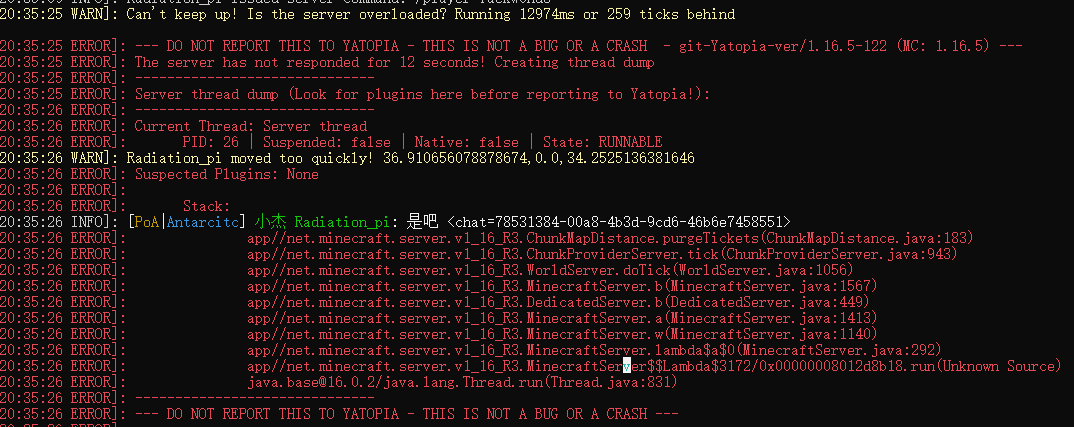 20:35:25 WARN]: Can't keep up! Is the server overloaded? Running 12974ms or 259 ticks behind
20:35:25 ERROR]: --- DO NOT REPORT THIS TO YATOPIA - THIS IS NOT A BUG OR A CRASH  - git-Yatopia-ver/1.16.5-122 (MC: 1.16.5) ---
20:35:25 ERROR]: The server has not responded for 12 seconds! Creating thread dump
20:35:25 ERROR]: ------------------------------
20:35:25 ERROR]: Server thread dump (Look for plugins here before reporting to Yatopia!):
20:35:26 ERROR]: ------------------------------
20:35:26 ERROR]: Current Thread: Server thread
20:35:26 ERROR]:       PID: 26 | Suspended: false | Native: false | State: RUNNABLE
20:35:26 WARN]: Radiation_pi moved too quickly! 36.910656078878674,0.0,34.2525136381646
20:35:26 ERROR]: Suspected Plugins: None
20:35:26 ERROR]:
20:35:26 ERROR]:       Stack:
20:35:26 INFO]: [PoA|Antarcitc] 小杰 Radiation_pi: 是吧 <chat=78531384-00a8-4b3d-9cd6-46b6e7458551>
20:35:26 ERROR]:               app//net.minecraft.server.v1_16_R3.ChunkMapDistance.purgeTickets(ChunkMapDistance.java:183)
20:35:26 ERROR]:               app//net.minecraft.server.v1_16_R3.ChunkProviderServer.tick(ChunkProviderServer.java:943)
20:35:26 ERROR]:               app//net.minecraft.server.v1_16_R3.WorldServer.doTick(WorldServer.java:1056)
20:35:26 ERROR]:               app//net.minecraft.server.v1_16_R3.MinecraftServer.b(MinecraftServer.java:1567)
20:35:26 ERROR]:               app//net.minecraft.server.v1_16_R3.DedicatedServer.b(DedicatedServer.java:449)
20:35:26 ERROR]:               app//net.minecraft.server.v1_16_R3.MinecraftServer.a(MinecraftServer.java:1413)
20:35:26 ERROR]:               app//net.minecraft.server.v1_16_R3.MinecraftServer.w(MinecraftServer.java:1140)
20:35:26 ERROR]:               app//net.minecraft.server.v1_16_R3.MinecraftServer.lambda$a$0(MinecraftServer.java:292)
20:35:26 ERROR]:               app//net.minecraft.server.v1_16_R3.MinecraftServer$$Lambda$3172/0x00000008012d8b18.run(Unknown Source)
20:35:26 ERROR]:               java.base@16.0.2/java.lang.Thread.run(Thread.java:831)
20:35:26 ERROR]: ------------------------------
20:35:26 ERROR]: --- DO NOT REPORT THIS TO YATOPIA - THIS IS NOT A BUG OR A CRASH ---